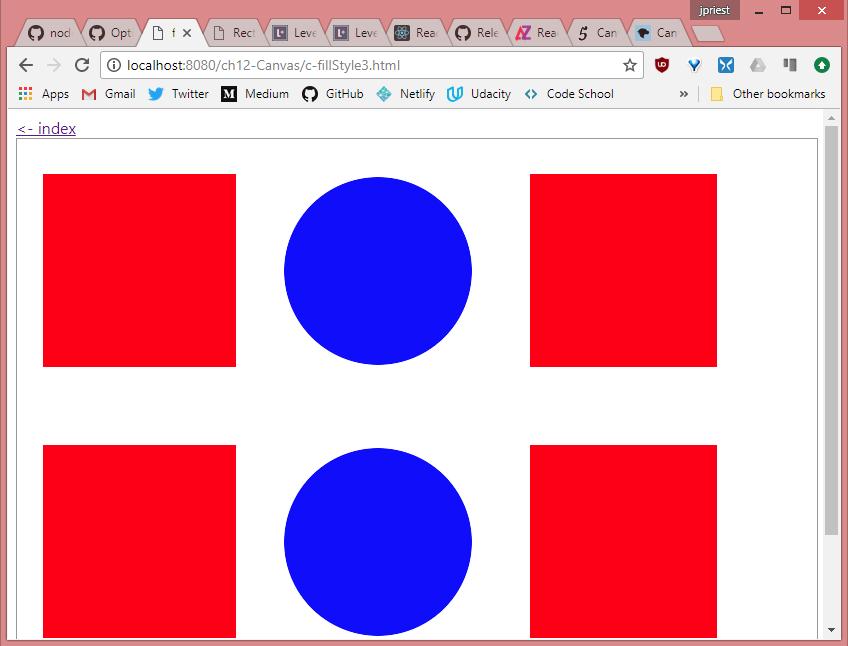 jpriest
nod Opt f Rect Leve Leve Rea Rele Rea Can Can
localhost:8080/ch12-Canvas/c-fillStyle3.html
Apps Gmail Twitter M Medium GitHub Netlify Udacity <> Code School » Other bookmarks
<- index